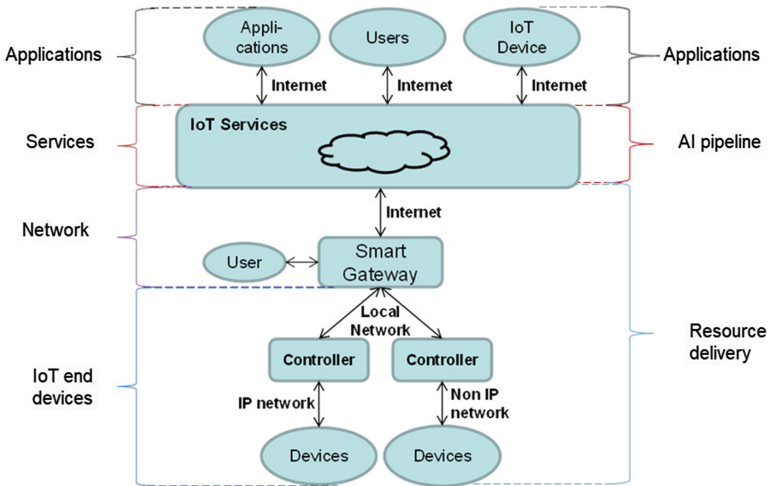 Appli-
cations
Users
IoT
Device
Applications
Applications
Internet
Internet
Internet
IoT Services
Services
AI pipeline
Internet
Network
User
Smart
Gateway
Local
Network
Controller
Controller
Resource
delivery
IoT end
devices
IP network
Non IP
network
Devices
Devices